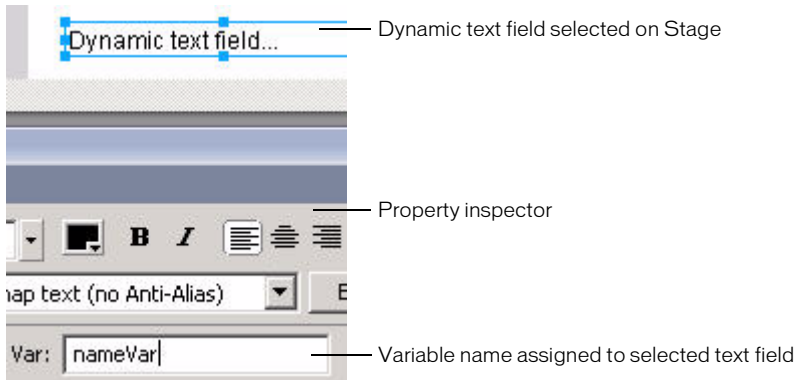 Dynamic text field...
Dynamic text field selected on Stage
Property inspector
B I
map text (no Anti-Alias)
Var: nameVar
Variable name assigned to selected text field